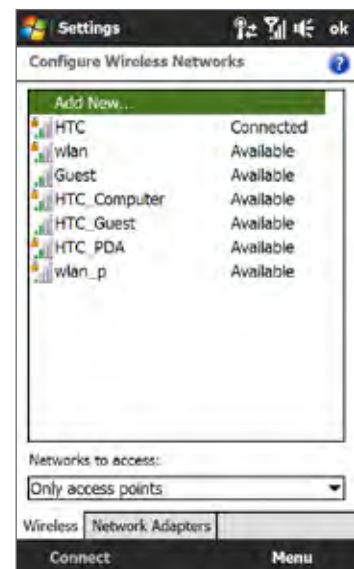 Settings ok
Configure Wireless Networks ?
Add New...
HTC Connected
wlan Available
Guest Available
HTC_Computer Available
HTC_Guest Available
HTC_PDA Available
wlan_p Available
Networks to access:
Only access points
Wireless Network Adapters
Connect Menu